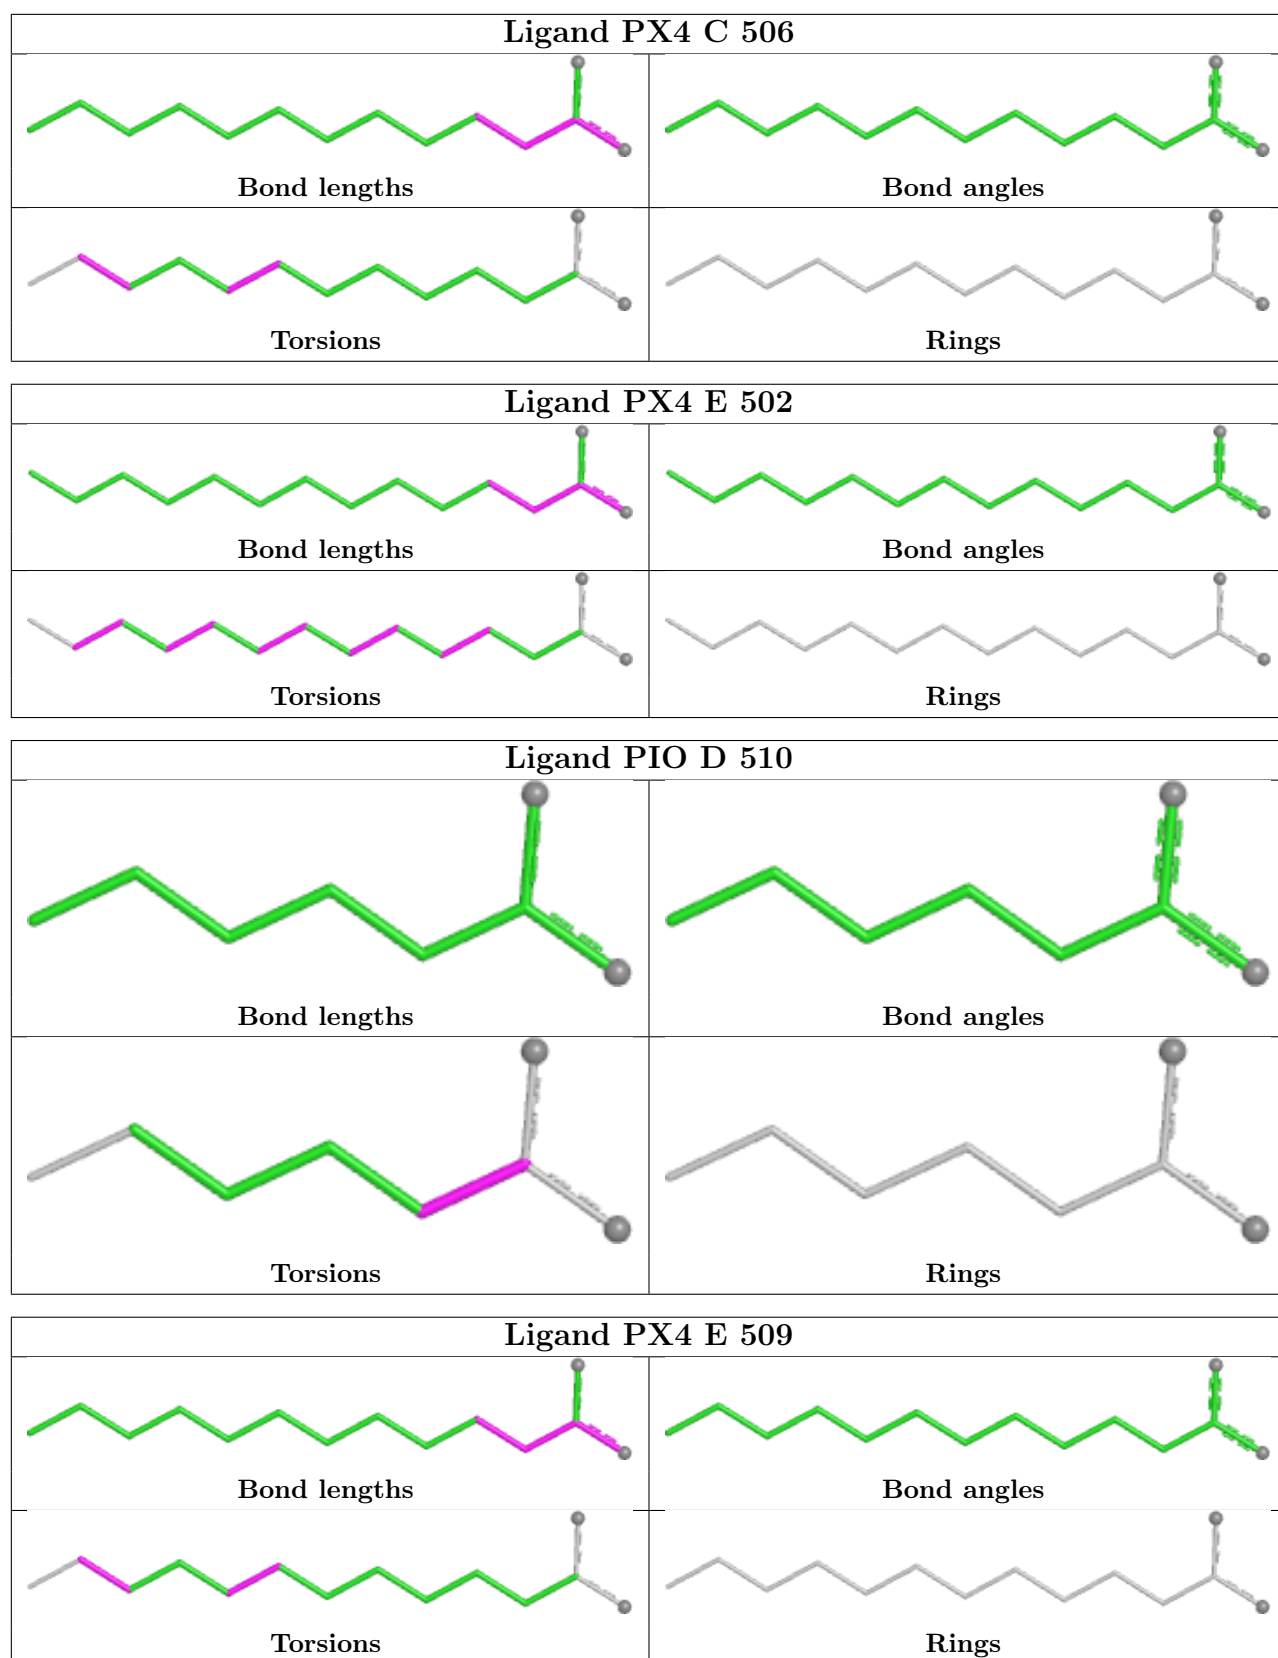 Ligand PX4 C 506
Bond lengths
Bond angles
Torsions
Rings
Ligand PX4 E 502
Bond lengths
Bond angles
Torsions
Rings
Ligand PIO D 510
Bond lengths
Bond angles
Torsions
Rings
Ligand PX4 E 509
Bond lengths
Bond angles
Torsions
Rings